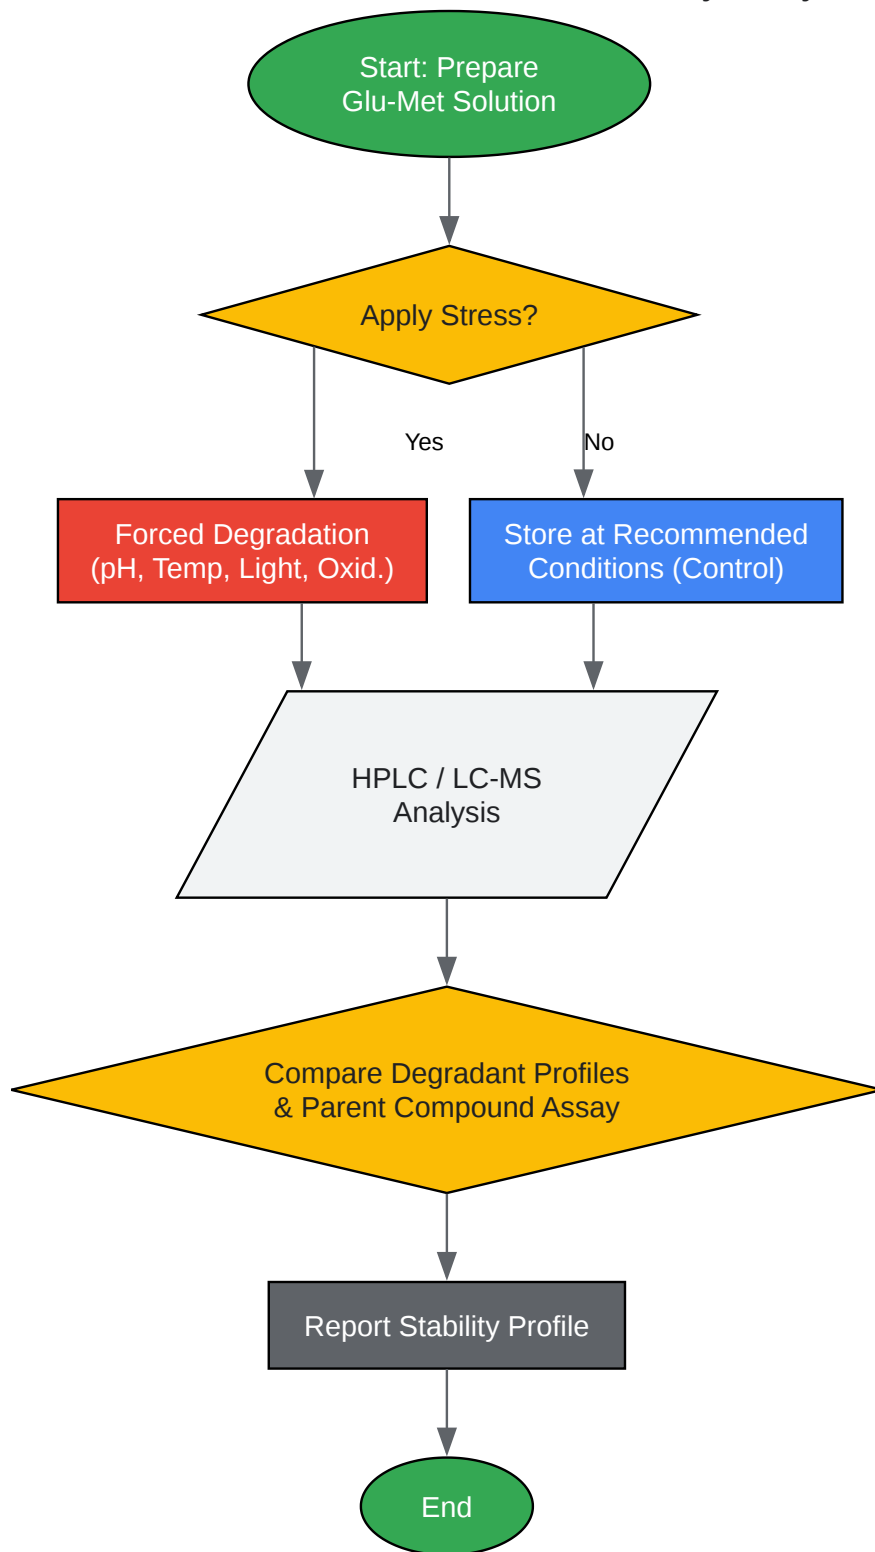 Start: Prepare
Glu-Met Solution
Apply Stress?
Yes
No
Forced Degradation
(pH, Temp, Light, Oxid.)
Store at Recommended
Conditions (Control)
HPLC / LC-MS
Analysis
Compare Degradant Profiles
& Parent Compound Assay
Report Stability Profile
End